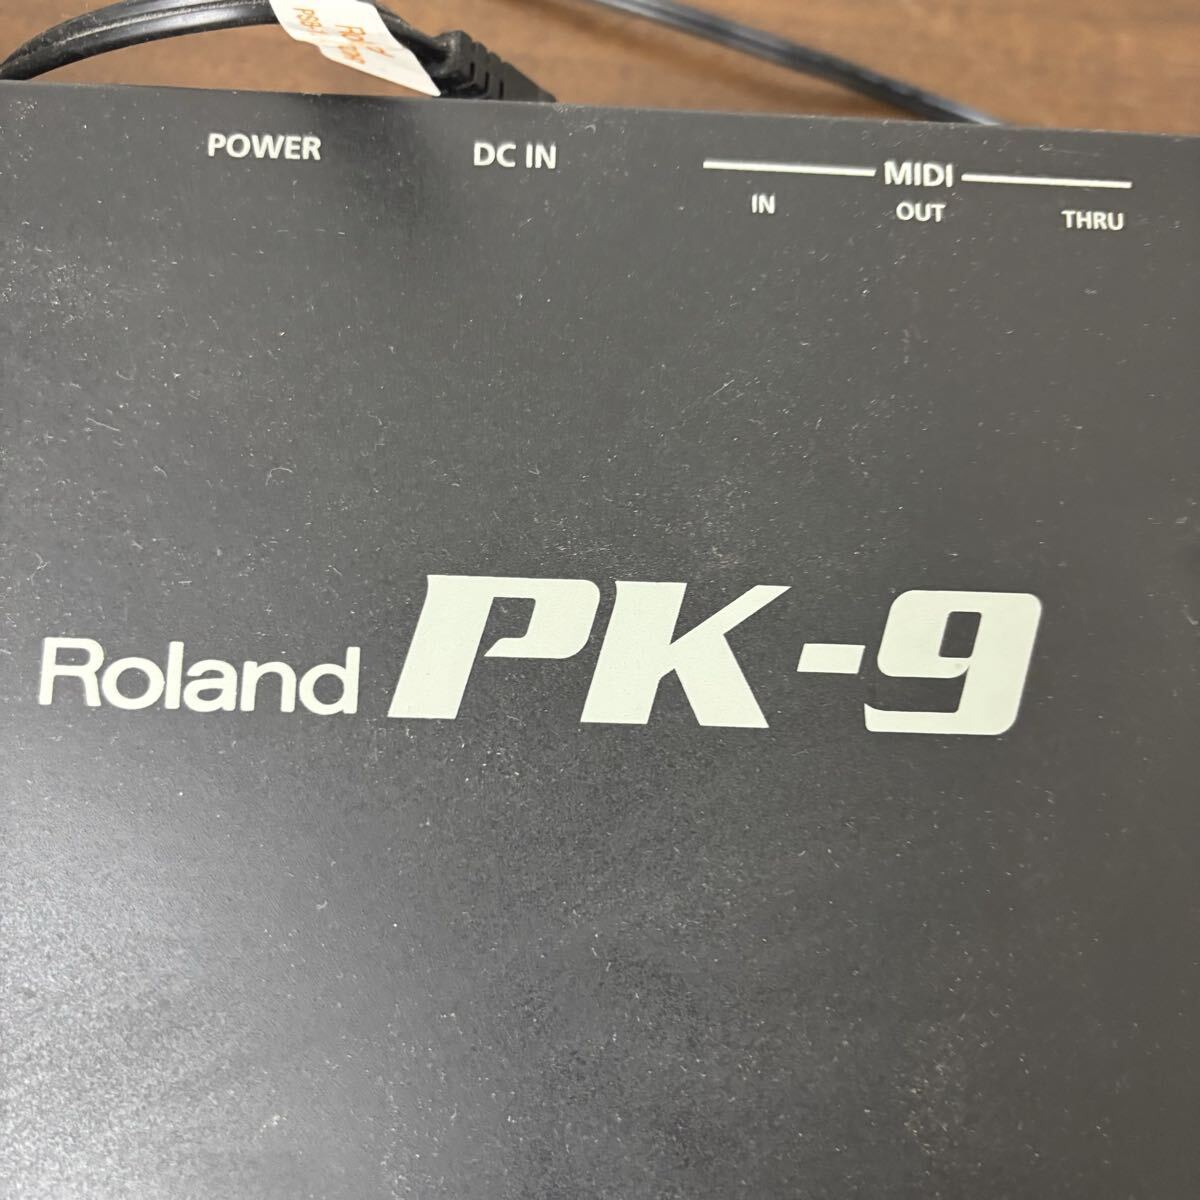 POWER
DC IN
MIDI
IN
OUT
THRU
Roland PK-9